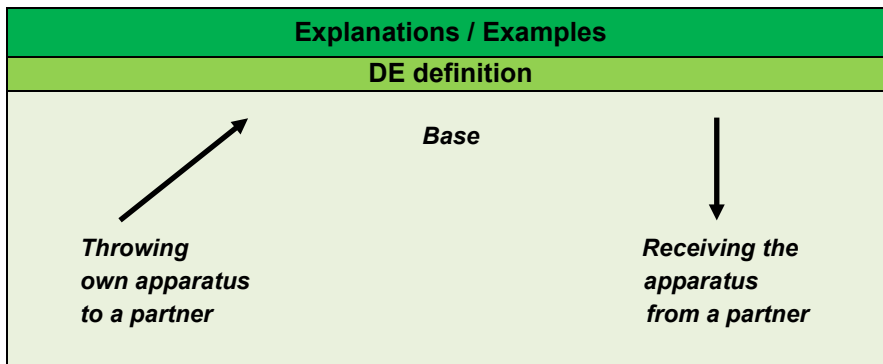 Explanations / Examples
DE definition
Base
Throwing
own apparatus
to a partner
Receiving the
apparatus
from a partner